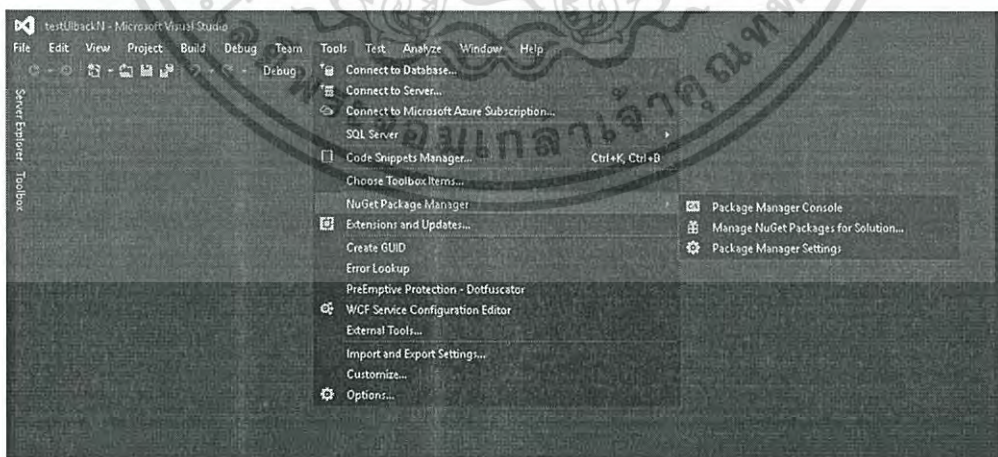 testUIbackN - Microsoft Visual Studio
File Edit View Project Build Debug Team Tools Test Analyze Window Help
Debug
Server Explorer
Toolbox
Connect to Database...
Connect to Server...
Connect to Microsoft Azure Subscription...
SQL Server
Code Snippets Manager... Ctrl+K, Ctrl+B
Choose Toolbox Items...
NuGet Package Manager
Extensions and Updates...
Create GUID
Error Lookup
PreEmptive Protection - Dotfuscator
WCF Service Configuration Editor
External Tools...
Import and Export Settings...
Customize...
Options...
Package Manager Console
Manage NuGet Packages for Solution...
Package Manager Settings